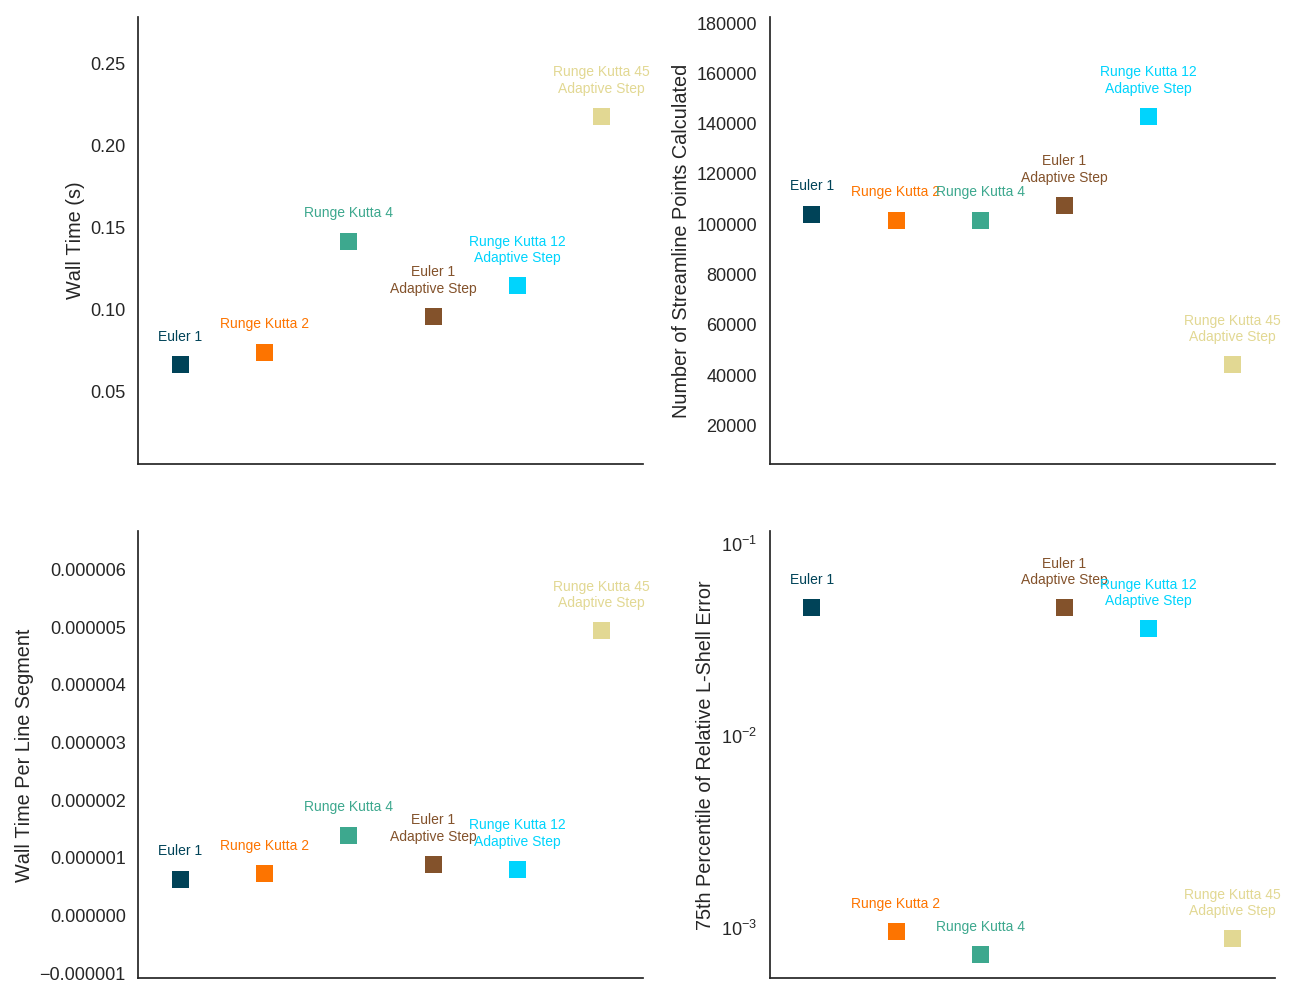 0.25
0.20
0.15
0.10
0.05
Wall Time (s)
Euler 1
Runge Kutta 2
Runge Kutta 4
Euler 1
Adaptive Step
Runge Kutta 12
Adaptive Step
Runge Kutta 45
Adaptive Step
180000
160000
140000
120000
100000
80000
60000
40000
20000
Number of Streamline Points Calculated
Euler 1
Runge Kutta 2
Runge Kutta 4
Euler 1
Adaptive Step
Runge Kutta 12
Adaptive Step
Runge Kutta 45
Adaptive Step
0.000006
0.000005
0.000004
0.000003
0.000002
0.000001
0.000000
−0.000001
Wall Time Per Line Segment
Euler 1
Runge Kutta 2
Runge Kutta 4
Euler 1
Adaptive Step
Runge Kutta 12
Adaptive Step
Runge Kutta 45
Adaptive Step
10⁻¹
10⁻²
10⁻³
75th Percentile of Relative L-Shell Error
Euler 1
Runge Kutta 2
Runge Kutta 4
Euler 1
Adaptive Step
Runge Kutta 12
Adaptive Step
Runge Kutta 45
Adaptive Step